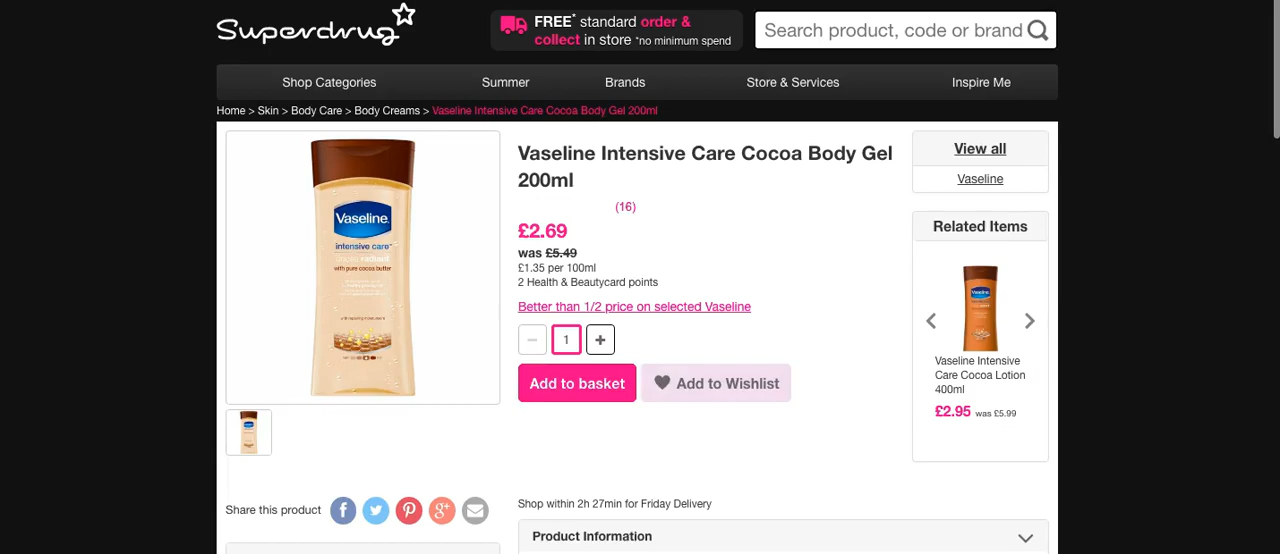 Superdrug
FREE* standard order &
collect in store *no minimum spend
Search product, code or brand
Shop Categories
Summer
Brands
Store & Services
Inspire Me
Home > Skin > Body Care > Body Creams > Vaseline Intensive Care Cocoa Body Gel 200ml
Vaseline
intensive care™
radiant
with pure cocoa butter
Vaseline Intensive Care Cocoa Body Gel
200ml
(16)
£2.69
was £5.49
£1.35 per 100ml
2 Health & Beautycard points
Better than 1/2 price on selected Vaseline
− 1 +
Add to basket
Add to Wishlist
View all
Vaseline
Related Items
Vaseline
Vaseline Intensive
Care Cocoa Lotion
400ml
£2.95 was £5.99
Share this product
f
g+
Shop within 2h 27min for Friday Delivery
Product Information